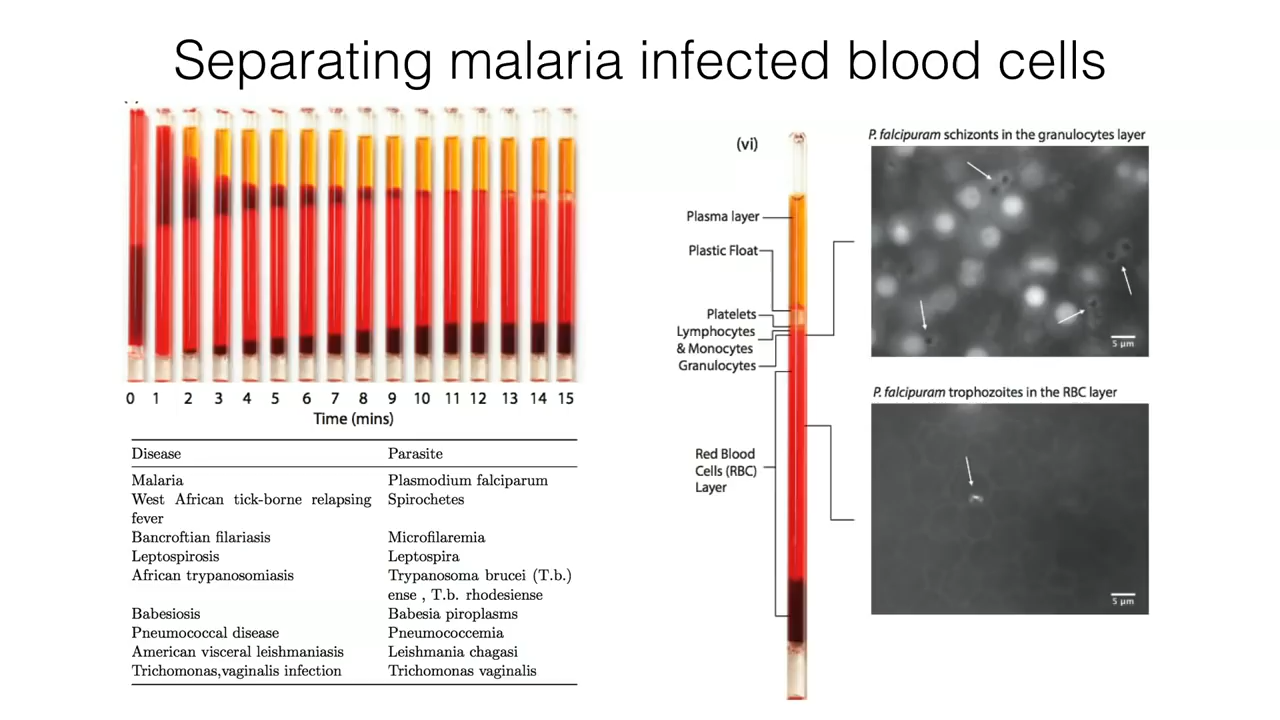 Separating malaria infected blood cells
0 1 2 3 4 5 6 7 8 9 10 11 12 13 14 15
Time (mins)
Disease Parasite
Malaria Plasmodium falciparum
West African tick-borne relapsing Spirochetes
fever
Bancroftian filariasis Microfilaremia
Leptospirosis Leptospira
African trypanosomiasis Trypanosoma brucei (T.b.)
ense , T.b. rhodesiense
Babesiosis Babesia piroplasms
Pneumococcal disease Pneumococcemia
American visceral leishmaniasis Leishmania chagasi
Trichomonas,vaginalis infection Trichomonas vaginalis
(vi)
Plasma layer
Plastic Float
Platelets
Lymphocytes
& Monocytes
Granulocytes
Red Blood
Cells (RBC)
Layer
P. falcipuram schizonts in the granulocytes layer
5 µm
P. falcipuram trophozoites in the RBC layer
5 µm